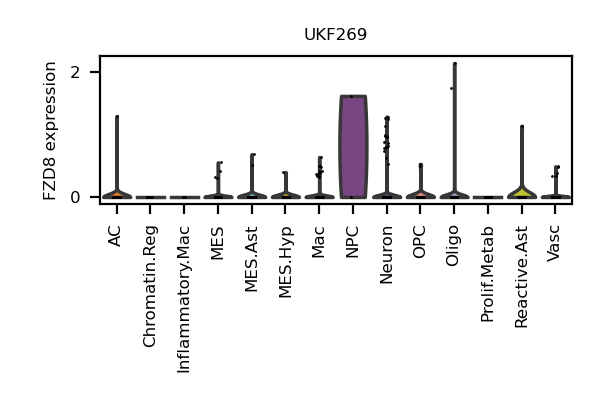 UKF269
FZD8 expression
2
0
AC
Chromatin.Reg
Inflammatory.Mac
MES
MES.Ast
MES.Hyp
Mac
NPC
Neuron
OPC
Oligo
Prolif.Metab
Reactive.Ast
Vasc